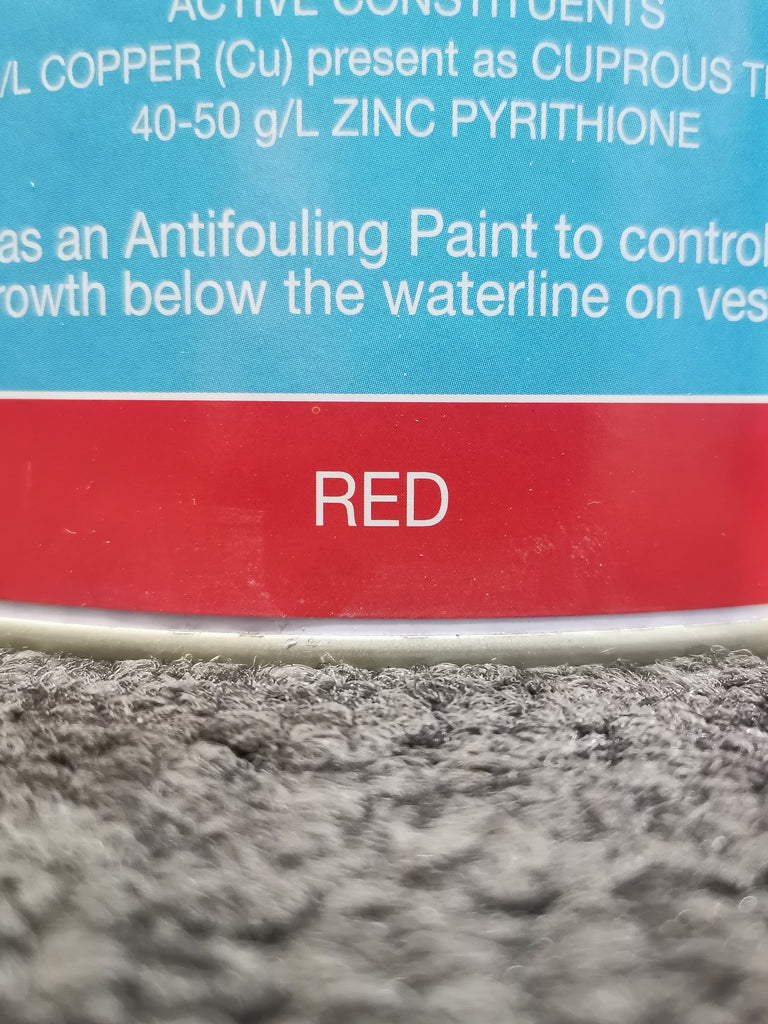 ACTIVE CONSTITUENTS
/L COPPER (Cu) present as CUPROUS
40-50 g/L ZINC PYRITHIONE
as an Antifouling Paint to control
rowth below the waterline on ves
RED